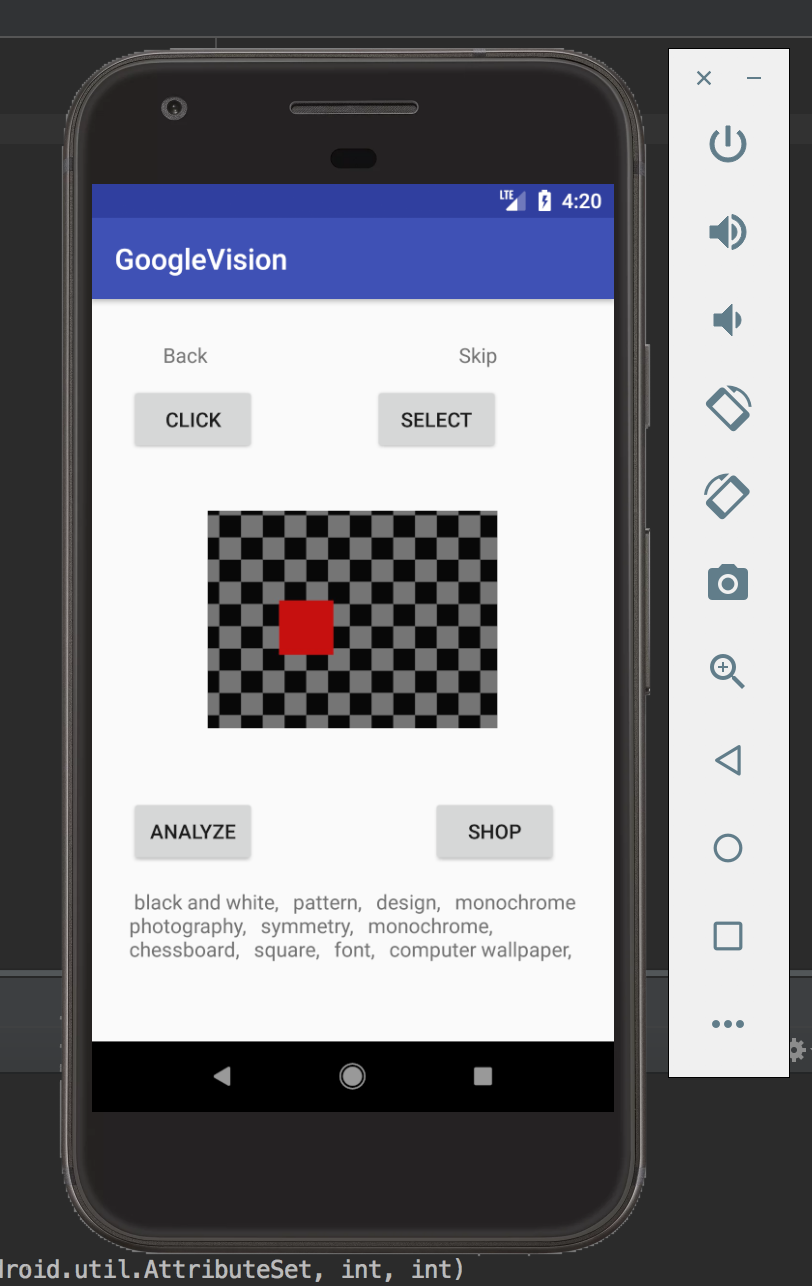 LTE 4:20
GoogleVision
Back Skip
CLICK SELECT
ANALYZE SHOP
black and white, pattern, design, monochrome
photography, symmetry, monochrome,
chessboard, square, font, computer wallpaper,
droid.util.AttributeSet, int, int)